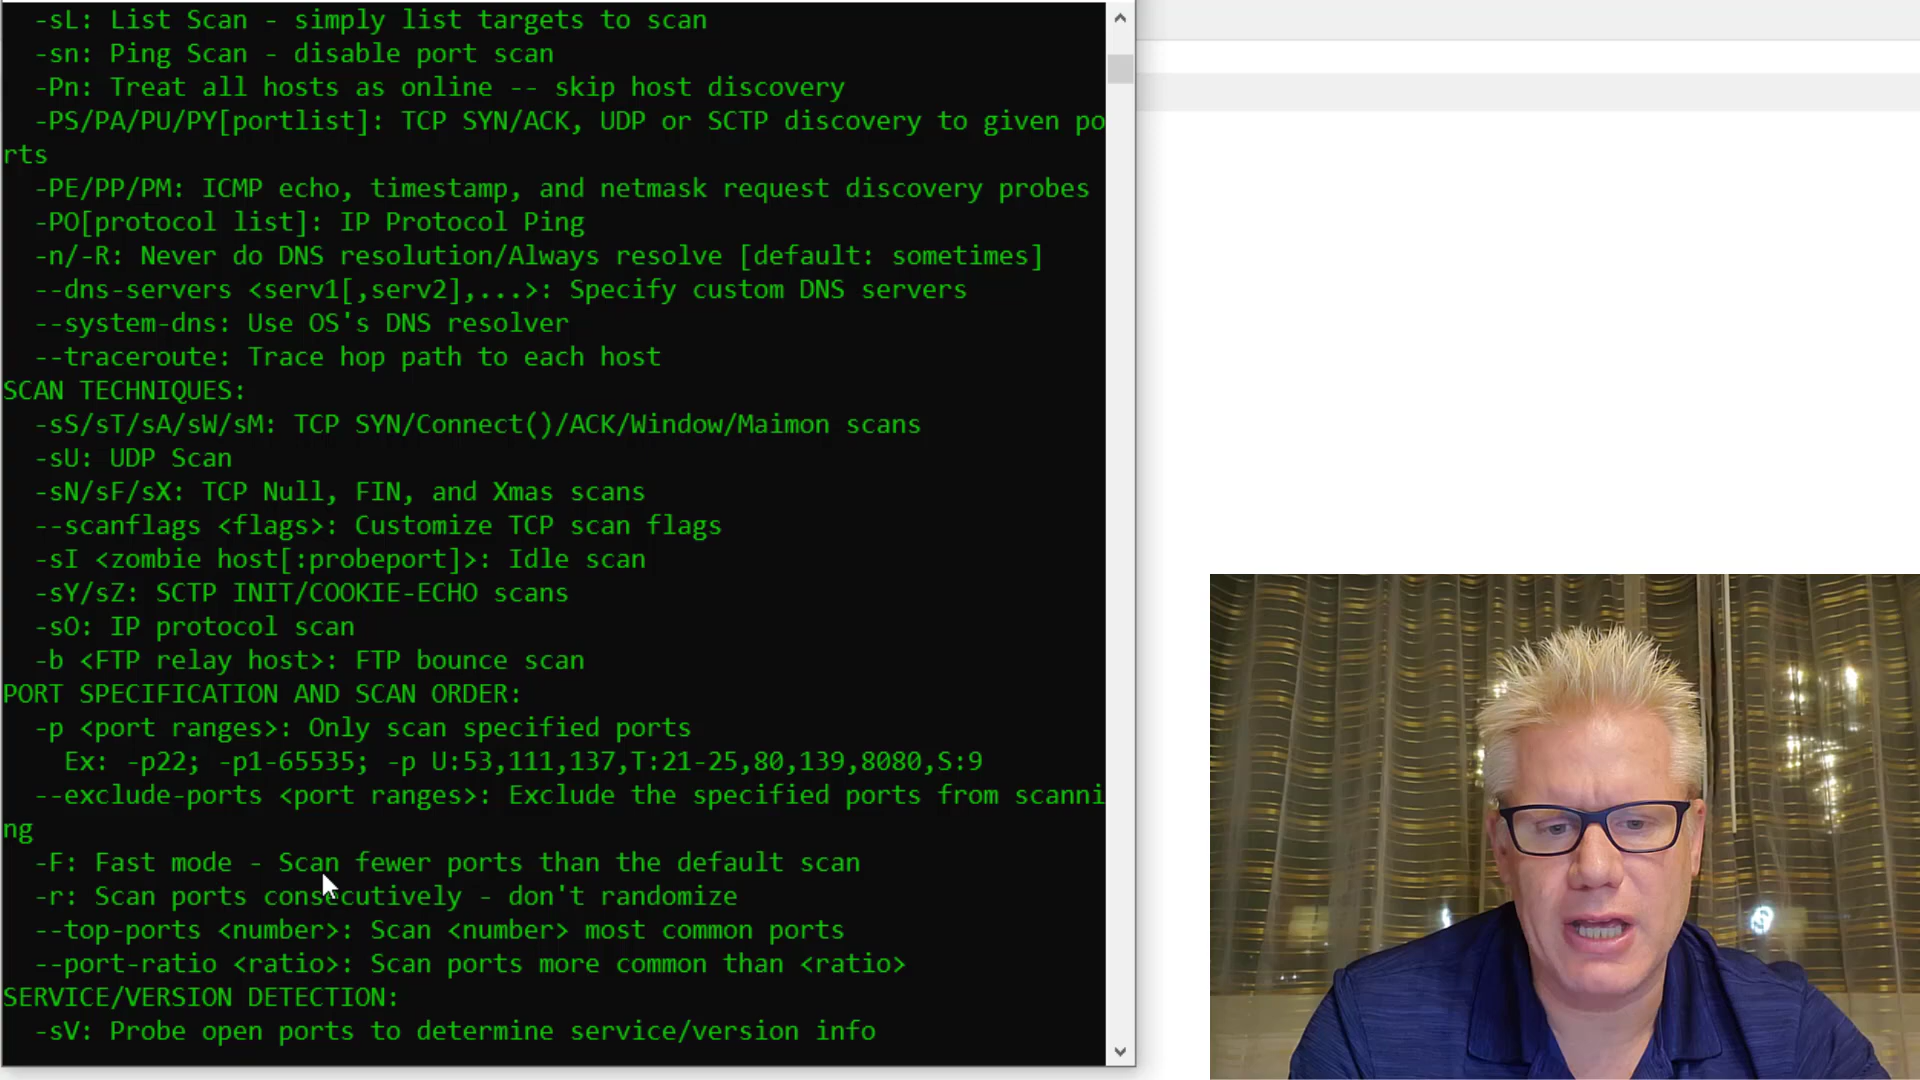 -sL: List Scan - simply list targets to scan
-sn: Ping Scan - disable port scan
-Pn: Treat all hosts as online -- skip host discovery
-PS/PA/PU/PY[portlist]: TCP SYN/ACK, UDP or SCTP discovery to given po
rts
-PE/PP/PM: ICMP echo, timestamp, and netmask request discovery probes
-PO[protocol list]: IP Protocol Ping
-n/-R: Never do DNS resolution/Always resolve [default: sometimes]
--dns-servers <serv1[,serv2],...>: Specify custom DNS servers
--system-dns: Use OS's DNS resolver
--traceroute: Trace hop path to each host
SCAN TECHNIQUES:
-sS/sT/sA/sW/sM: TCP SYN/Connect()/ACK/Window/Maimon scans
-sU: UDP Scan
-sN/sF/sX: TCP Null, FIN, and Xmas scans
--scanflags <flags>: Customize TCP scan flags
-sI <zombie host[:probeport]>: Idle scan
-sY/sZ: SCTP INIT/COOKIE-ECHO scans
-sO: IP protocol scan
-b <FTP relay host>: FTP bounce scan
PORT SPECIFICATION AND SCAN ORDER:
-p <port ranges>: Only scan specified ports
Ex: -p22; -p1-65535; -p U:53,111,137,T:21-25,80,139,8080,S:9
--exclude-ports <port ranges>: Exclude the specified ports from scanni
ng
-F: Fast mode - Scan fewer ports than the default scan
-r: Scan ports consecutively - don't randomize
--top-ports <number>: Scan <number> most common ports
--port-ratio <ratio>: Scan ports more common than <ratio>
SERVICE/VERSION DETECTION:
-sV: Probe open ports to determine service/version info